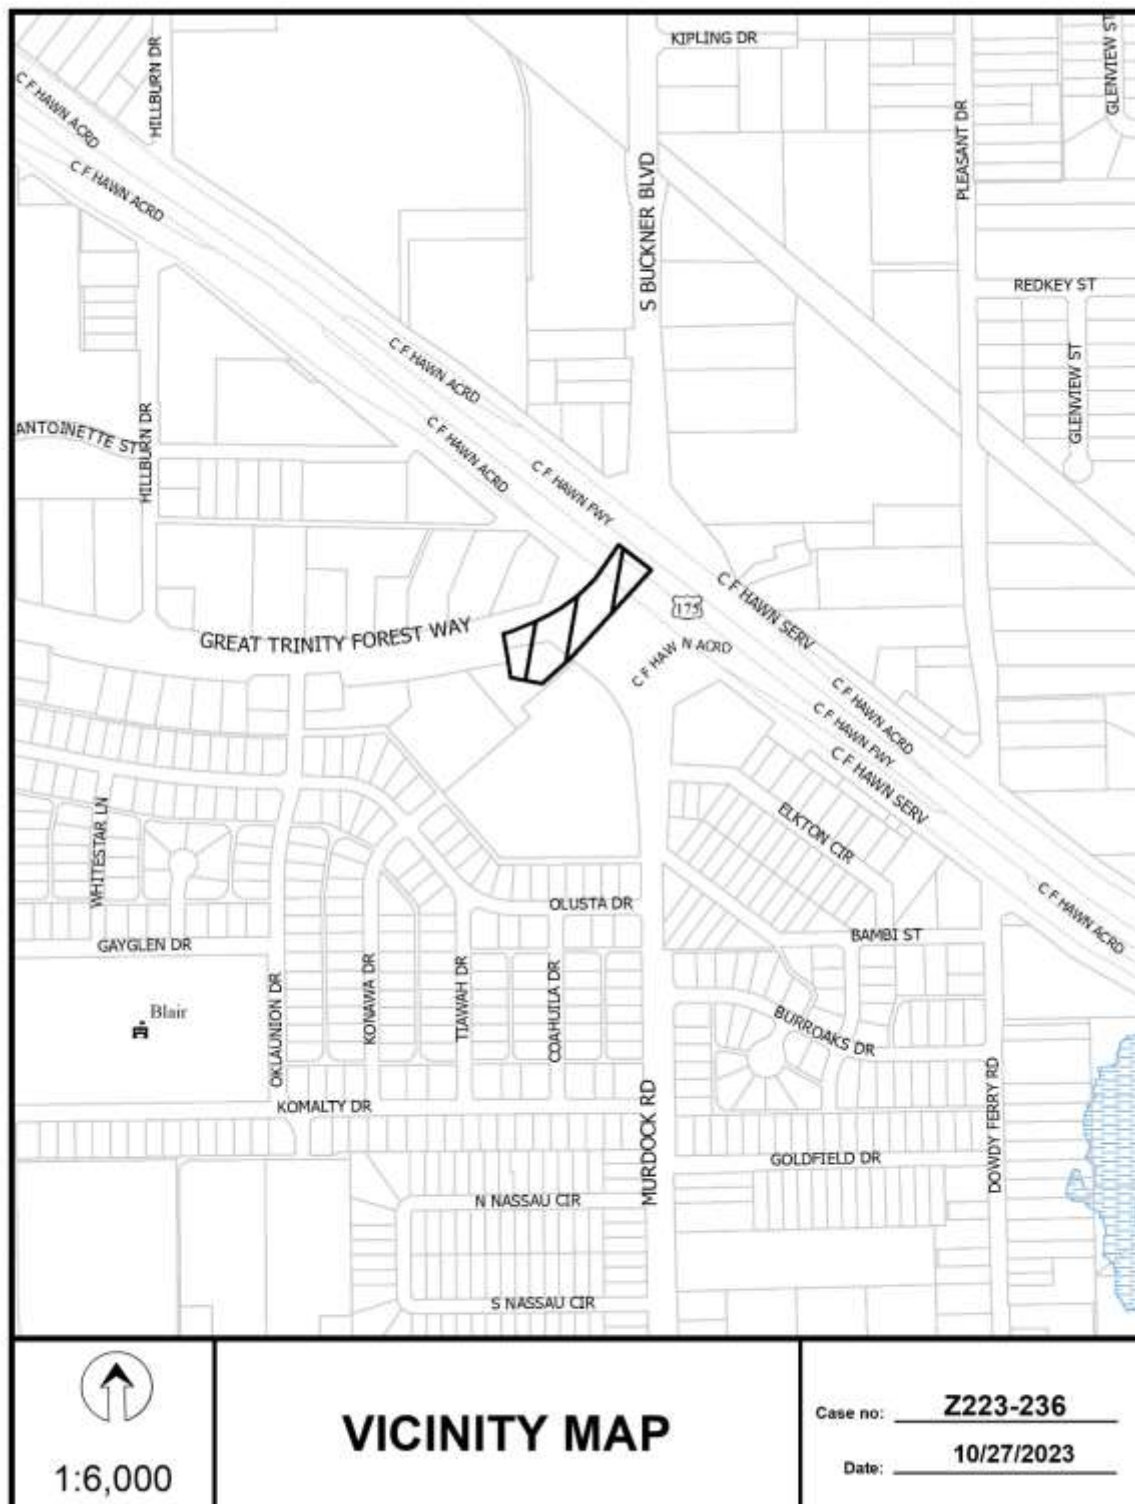 KIPLING DR
HILLBURN DR
GLENVIEW ST
C F HAWN ACRD
PLEASANT DR
C F HAWN ACRD
S BUCKNER BLVD
REDKEY ST
C F HAWN ACRD
GLENVIEW ST
ANTOINETTE ST
HILLBURN DR
C F HAWN ACRD
C F HAWN FWY
C F HAWN SERV
175
GREAT TRINITY FOREST WAY
C F HAW N ACRD
C F HAWN ACRD
C F HAWN FWY
C F HAWN SERV
WHITESTAR LN
ELKTON CIR
OLUSTA DR
C F HAWN ACRD
GAYGLEN DR
BAMBI ST
OKLAUNION DR
KONAWA DR
TIAWAH DR
COAHUILA DR
Blair
BURROAKS DR
KOMALTY DR
MURDOCK RD
DOWDY FERRY RD
GOLDFIELD DR
N NASSAU CIR
S NASSAU CIR
1:6,000
VICINITY MAP
Case no: Z223-236
Date: 10/27/2023